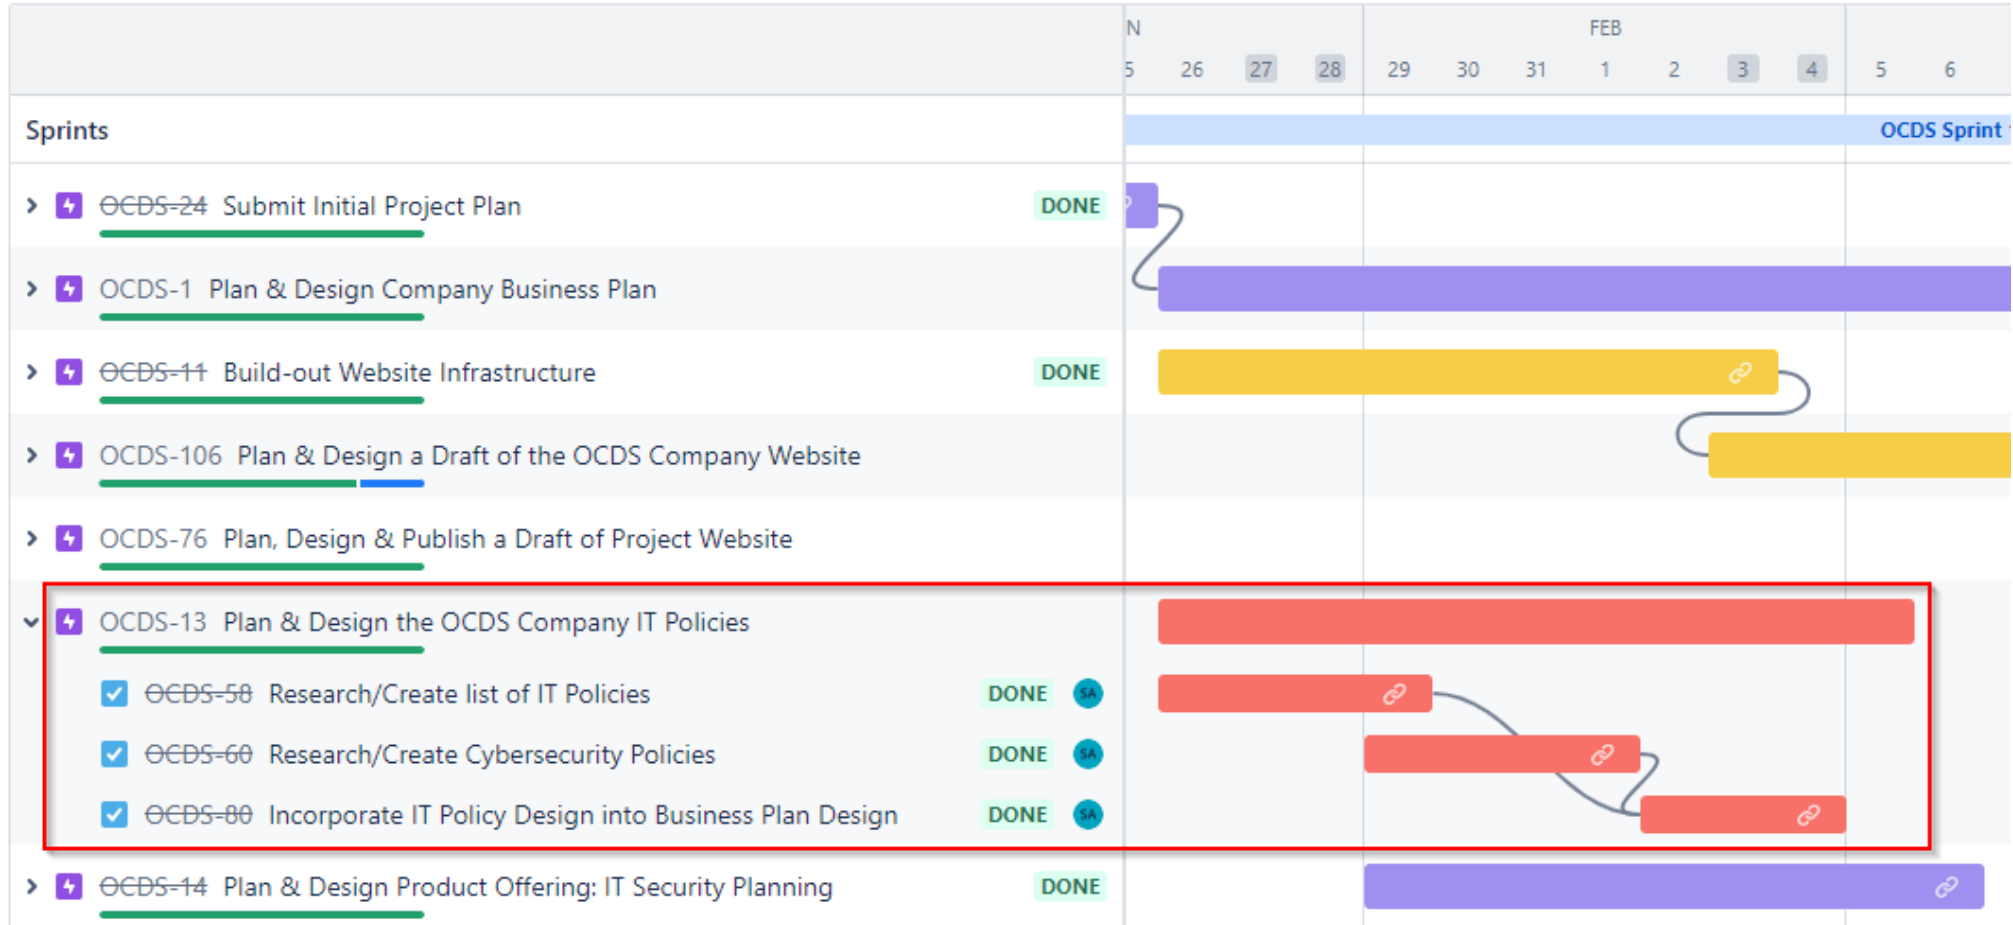 N FEB
5 26 27 28 29 30 31 1 2 3 4 5 6
Sprints
OCDS Sprint
OCDS-24 Submit Initial Project Plan DONE
OCDS-1 Plan & Design Company Business Plan
OCDS-11 Build-out Website Infrastructure DONE
OCDS-106 Plan & Design a Draft of the OCDS Company Website
OCDS-76 Plan, Design & Publish a Draft of Project Website
OCDS-13 Plan & Design the OCDS Company IT Policies
OCDS-58 Research/Create list of IT Policies DONE SA
OCDS-60 Research/Create Cybersecurity Policies DONE SA
OCDS-80 Incorporate IT Policy Design into Business Plan Design DONE SA
OCDS-14 Plan & Design Product Offering: IT Security Planning DONE